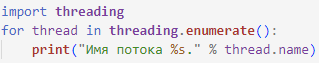 import threading
for thread in threading.enumerate():
    print("Имя потока %s." % thread.name)